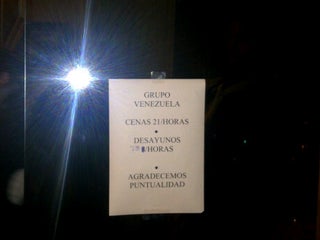 GRUPO
VENEZUELA
CENAS 21/HORAS
•
DESAYUNOS
/HORAS
•
AGRADECEMOS
PUNTUALIDAD